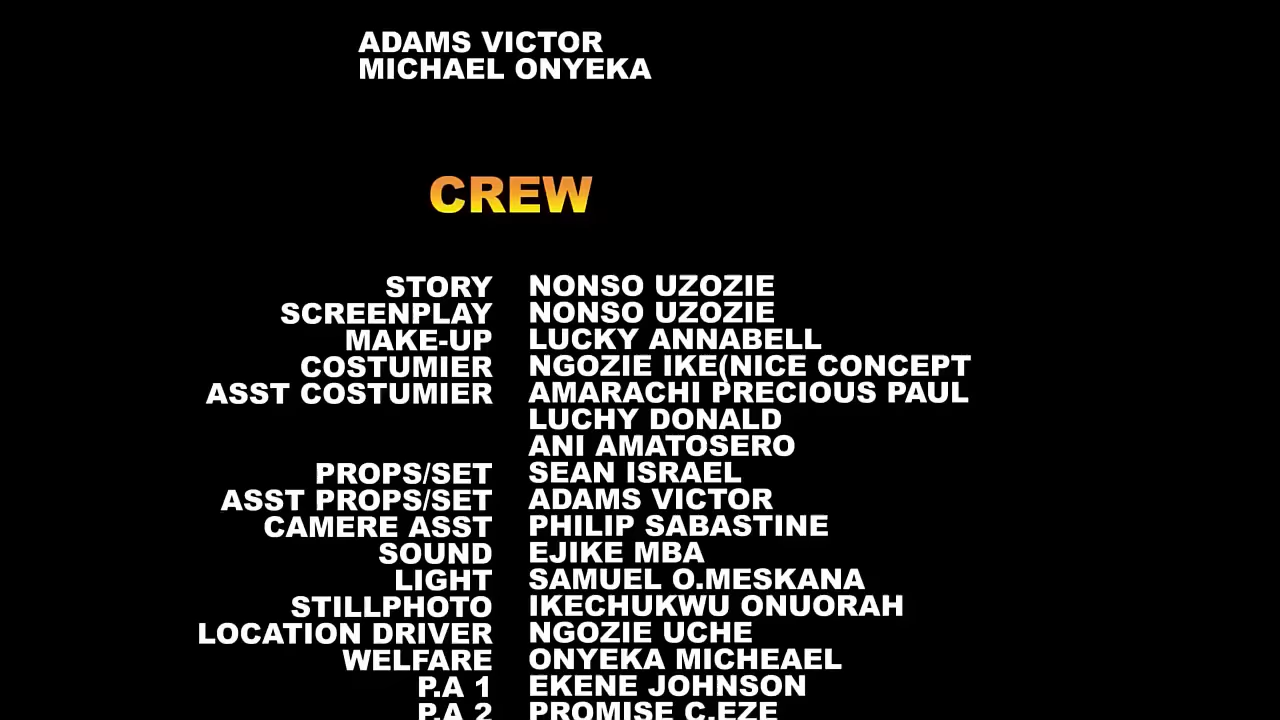 ADAMS VICTOR
MICHAEL ONYEKA
CREW
STORY NONSO UZOZIE
SCREENPLAY NONSO UZOZIE
MAKE-UP LUCKY ANNABELL
COSTUMIER NGOZIE IKE(NICE CONCEPT
ASST COSTUMIER AMARACHI PRECIOUS PAUL
LUCHY DONALD
ANI AMATOSERO
PROPS/SET SEAN ISRAEL
ASST PROPS/SET ADAMS VICTOR
CAMERE ASST PHILIP SABASTINE
SOUND EJIKE MBA
LIGHT SAMUEL O.MESKANA
STILLPHOTO IKECHUKWU ONUORAH
LOCATION DRIVER NGOZIE UCHE
WELFARE ONYEKA MICHEAEL
P.A 1 EKENE JOHNSON
P.A 2 PROMISE C.EZE